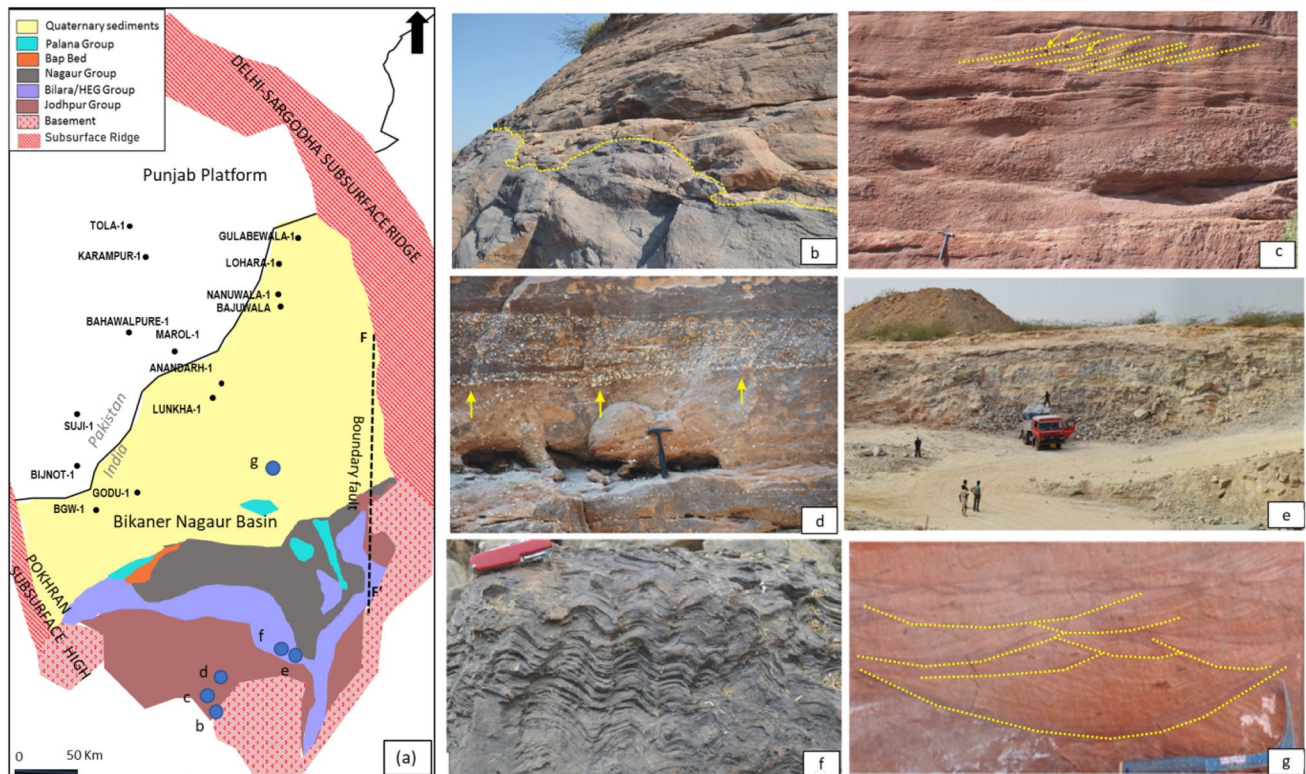 Quaternary sediments
Palana Group
Bap Bed
Nagaur Group
Bilara/HEG Group
Jodhpur Group
Basement
Subsurface Ridge
DELHI-SARGODHA SUBSURFACE RIDGE
Punjab Platform
TOLA-1
GULABEWALA-1
KARAMPUR-1
LOHARA-1
NANUWALA-1
BAJUWALA
BAHAWALPURE-1
MAROL-1
F
ANANDARH-1
LUNKHA-1
SUJI-1
Pakistan
India
Boundary fault
g
BIJNOT-1
GODU-1
BGW-1
Bikaner Nagaur Basin
POKHRAN
SUBSURFACE HIGH
F'
f
e
d
c
b
0 50 Km
(a)
b
c
d
e
f
g